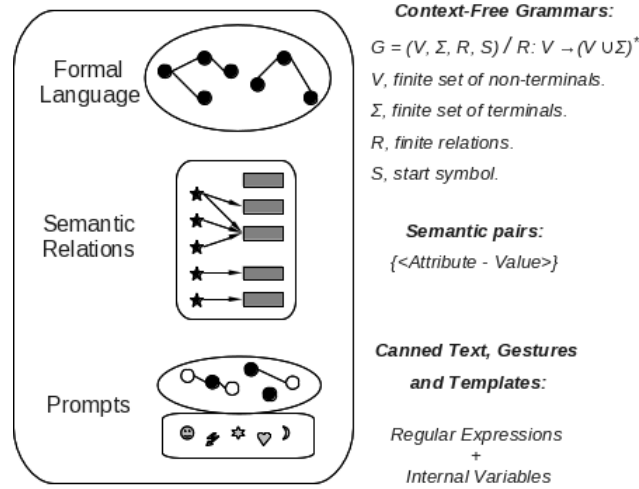 Formal
Language
Semantic
Relations
Prompts
Context-Free Grammars:
G = (V, Σ, R, S) / R: V →(V ∪Σ)*
V, finite set of non-terminals.
Σ, finite set of terminals.
R, finite relations.
S, start symbol.
Semantic pairs:
{<Attribute - Value>}
Canned Text, Gestures
and Templates:
Regular Expressions
+
Internal Variables